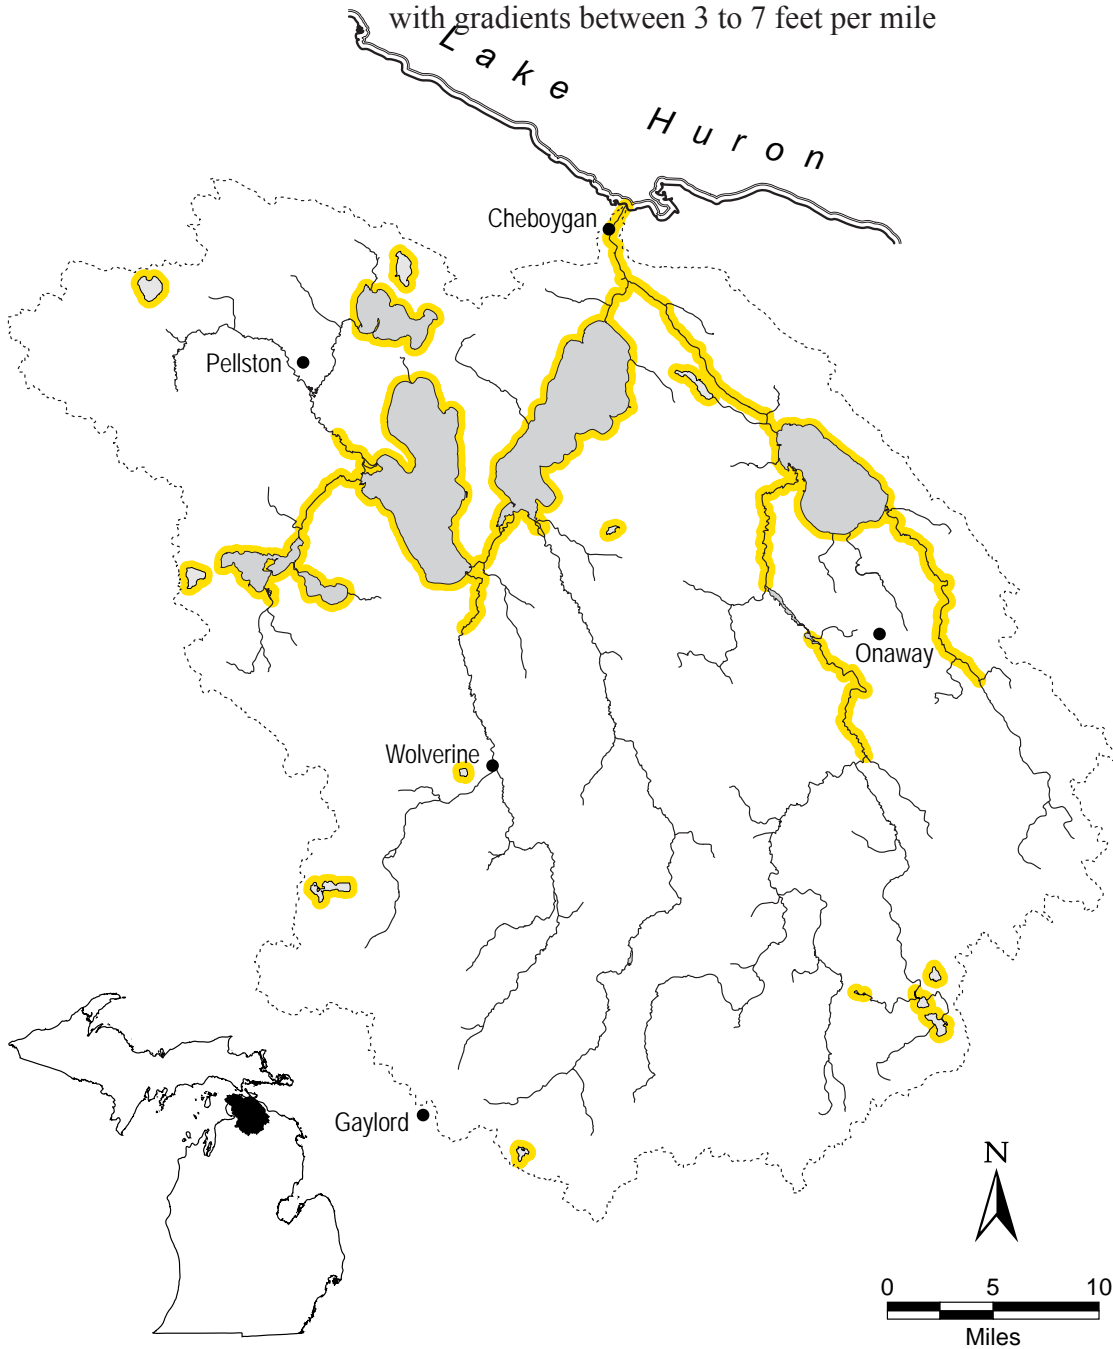 with gradients between 3 to 7 feet per mile
Lake Huron
Cheboygan
Pellston
Onaway
Wolverine
Gaylord
N
0 5 10
Miles